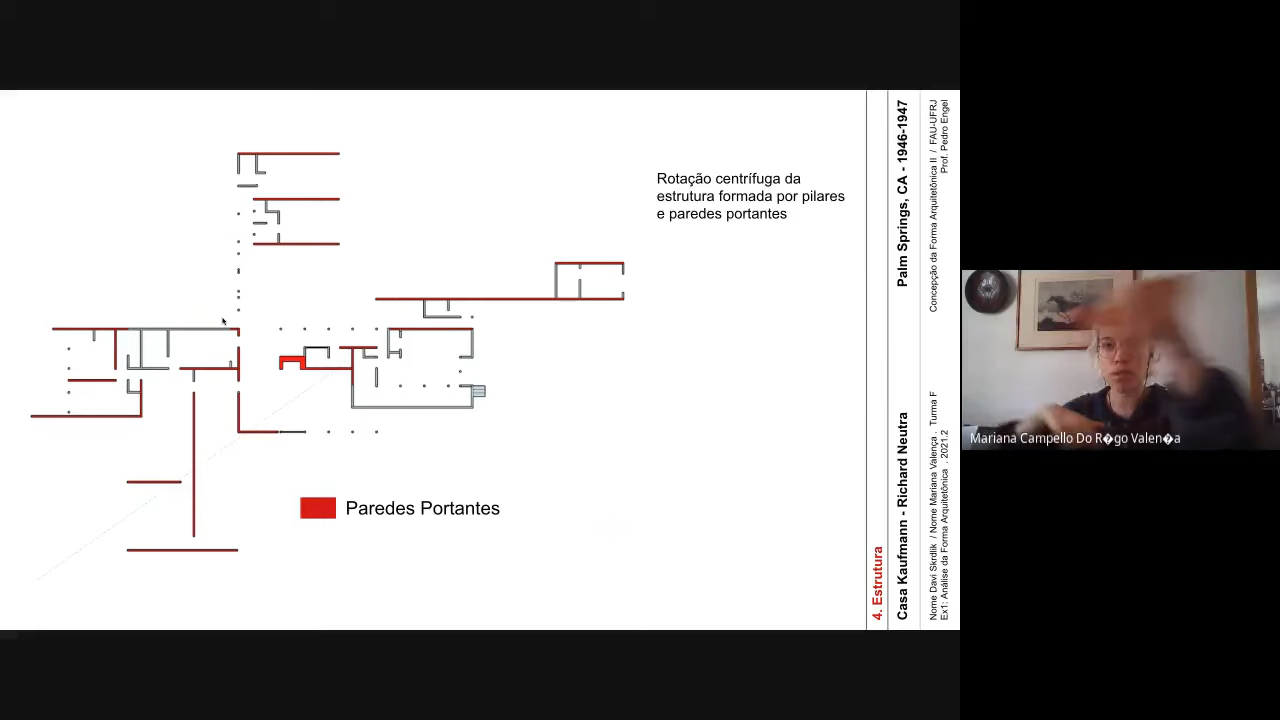 Rotação centrífuga da
estrutura formada por pilares
e paredes portantes
Paredes Portantes
4. Estrutura
Casa Kaufmann - Richard Neutra
Palm Springs, CA - 1946-1947
Nome Davi Skrdlik / Nome Mariana Valença . Turma F
Ex1: Análise da Forma Arquitetônica . 2021.2
Concepção da Forma Arquitetônica II / FAU-UFRJ
Prof. Pedro Engel
Mariana Campello Do R�go Valen�a